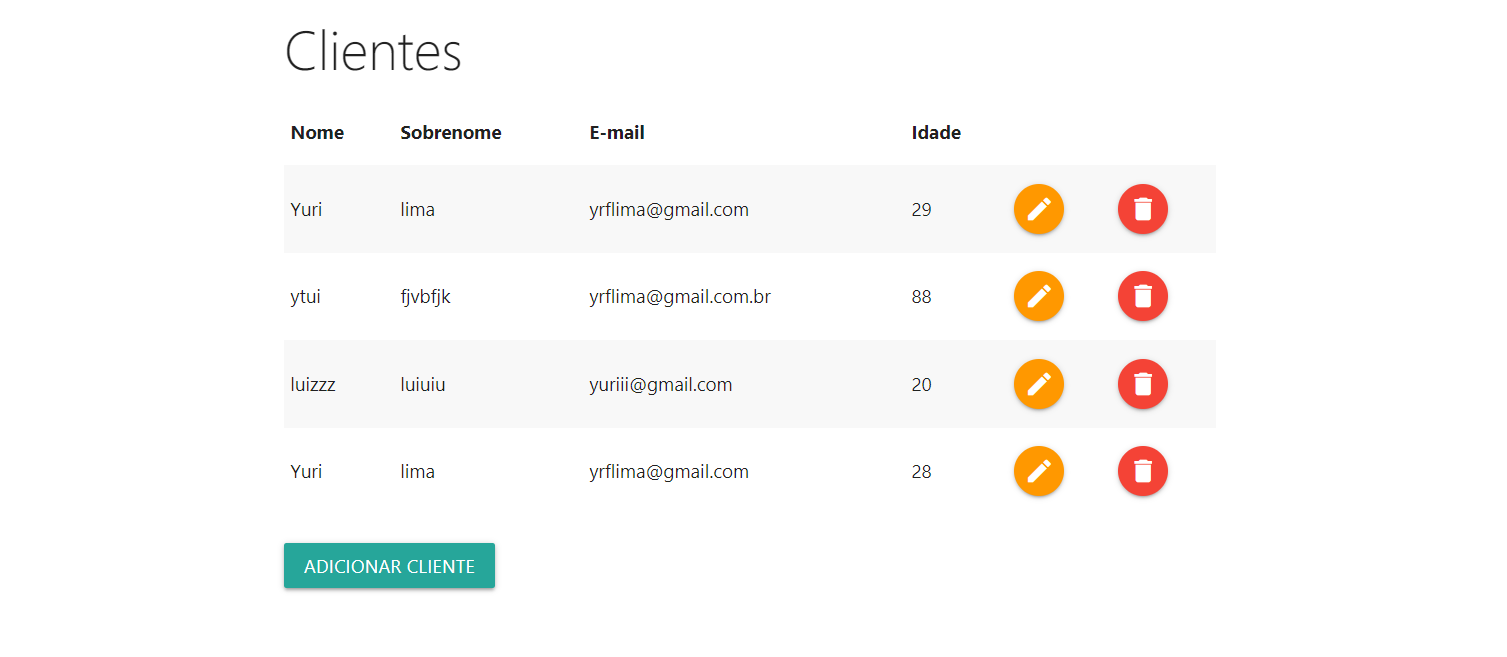 Clientes
Nome Sobrenome E-mail Idade
Yuri lima yrflima@gmail.com 29
ytui fjvbfjk yrflima@gmail.com.br 88
luizzz luiuiu yuriii@gmail.com 20
Yuri lima yrflima@gmail.com 28
ADICIONAR CLIENTE